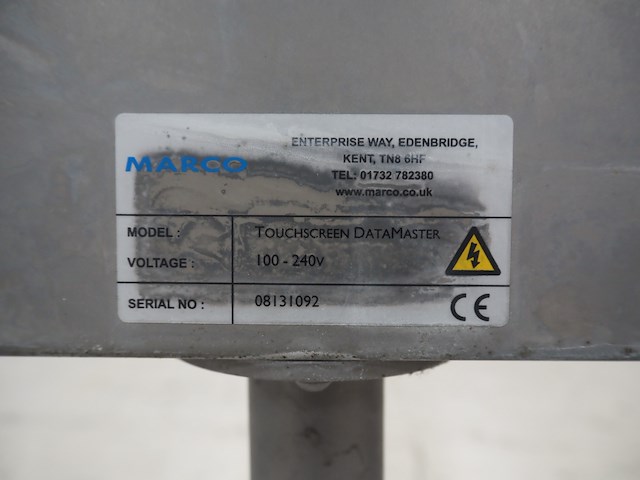 MARCO
ENTERPRISE WAY, EDENBRIDGE,
KENT, TN8 6HF
TEL: 01732 782380
www.marco.co.uk
MODEL : TOUCHSCREEN DATAMASTER
VOLTAGE : 100 - 240V
SERIAL NO : 08131092
CE